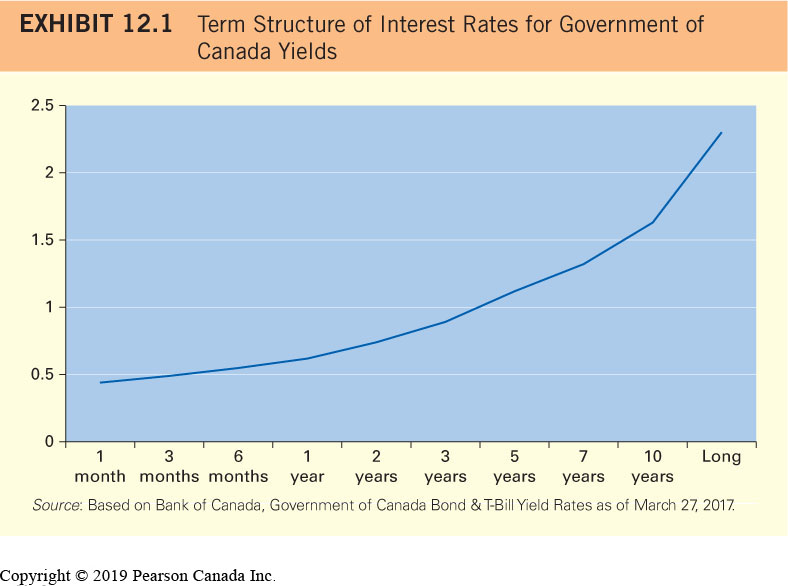 EXHIBIT 12.1 Term Structure of Interest Rates for Government of
Canada Yields
2.5
2
1.5
1
0.5
0
1 month
3 months
6 months
1 year
2 years
3 years
5 years
7 years
10 years
Long
Source: Based on Bank of Canada, Government of Canada Bond & T-Bill Yield Rates as of March 27, 2017.
Copyright © 2019 Pearson Canada Inc.